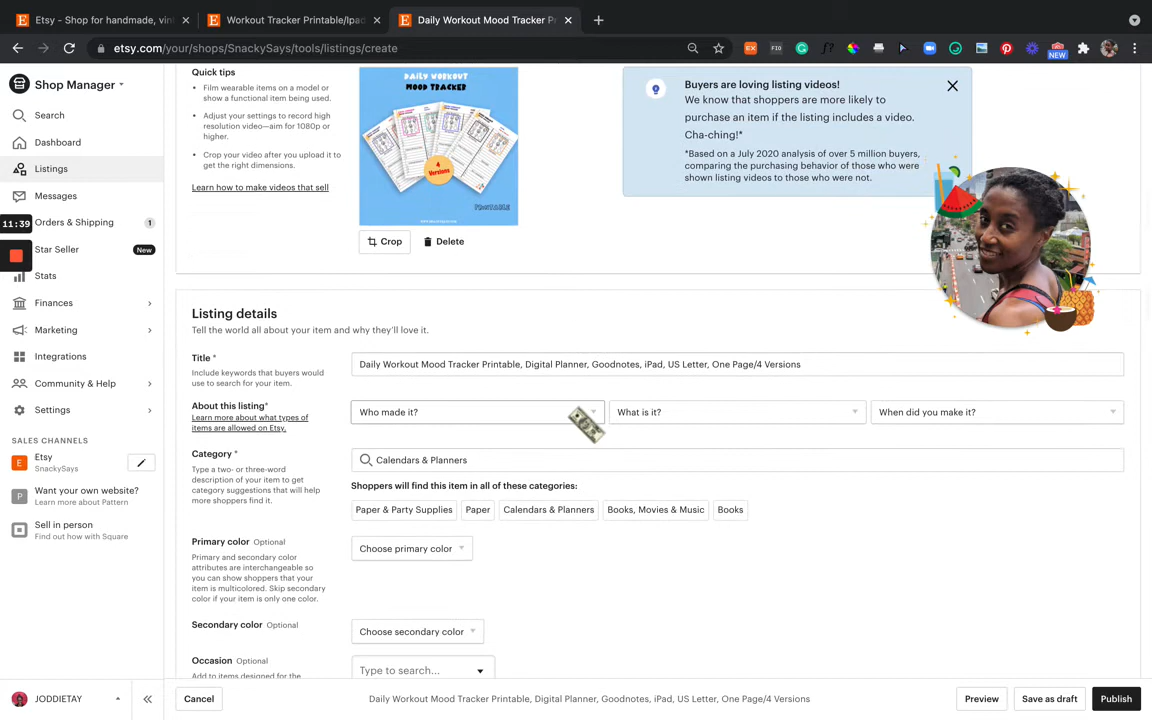 Etsy - Shop for handmade, vint
Workout Tracker Printable/Ipad
Daily Workout Mood Tracker Pr
etsy.com/your/shops/SnackySays/tools/listings/create
NEW
Shop Manager
Search
Dashboard
Listings
Messages
11:39
Orders & Shipping
1
Star Seller
New
Stats
Finances
Marketing
Integrations
Community & Help
Settings
SALES CHANNELS
Etsy
SnackySays
Want your own website?
Learn more about Pattern
Sell in person
Find out how with Square
JODDIETAY
Quick tips
Film wearable items on a model or
show a functional item being used.
Adjust your settings to record high
resolution video—aim for 1080p or
higher.
Crop your video after you upload it to
get the right dimensions.
Learn how to make videos that sell
DAILY WORKOUT
MOOD TRACKER
4
Versions
PRINTABLE
Crop
Delete
Buyers are loving listing videos!
We know that shoppers are more likely to
purchase an item if the listing includes a video.
Cha-ching!*
*Based on a July 2020 analysis of over 5 million buyers,
comparing the purchasing behavior of those who were
shown listing videos to those who were not.
Listing details
Tell the world all about your item and why they'll love it.
Title *
Include keywords that buyers would
use to search for your item.
Daily Workout Mood Tracker Printable, Digital Planner, Goodnotes, iPad, US Letter, One Page/4 Versions
About this listing*
Learn more about what types of
items are allowed on Etsy.
Who made it?
What is it?
When did you make it?
Category *
Type a two- or three-word
description of your item to get
category suggestions that will help
more shoppers find it.
Calendars & Planners
Shoppers will find this item in all of these categories:
Paper & Party Supplies
Paper
Calendars & Planners
Books, Movies & Music
Books
Primary color Optional
Primary and secondary color
attributes are interchangeable so
you can show shoppers that your
item is multicolored. Skip secondary
color if your item is only one color.
Choose primary color
Secondary color Optional
Choose secondary color
Occasion Optional
Add to items designed for the
Type to search...
Cancel
Daily Workout Mood Tracker Printable, Digital Planner, Goodnotes, iPad, US Letter, One Page/4 Versions
Preview
Save as draft
Publish